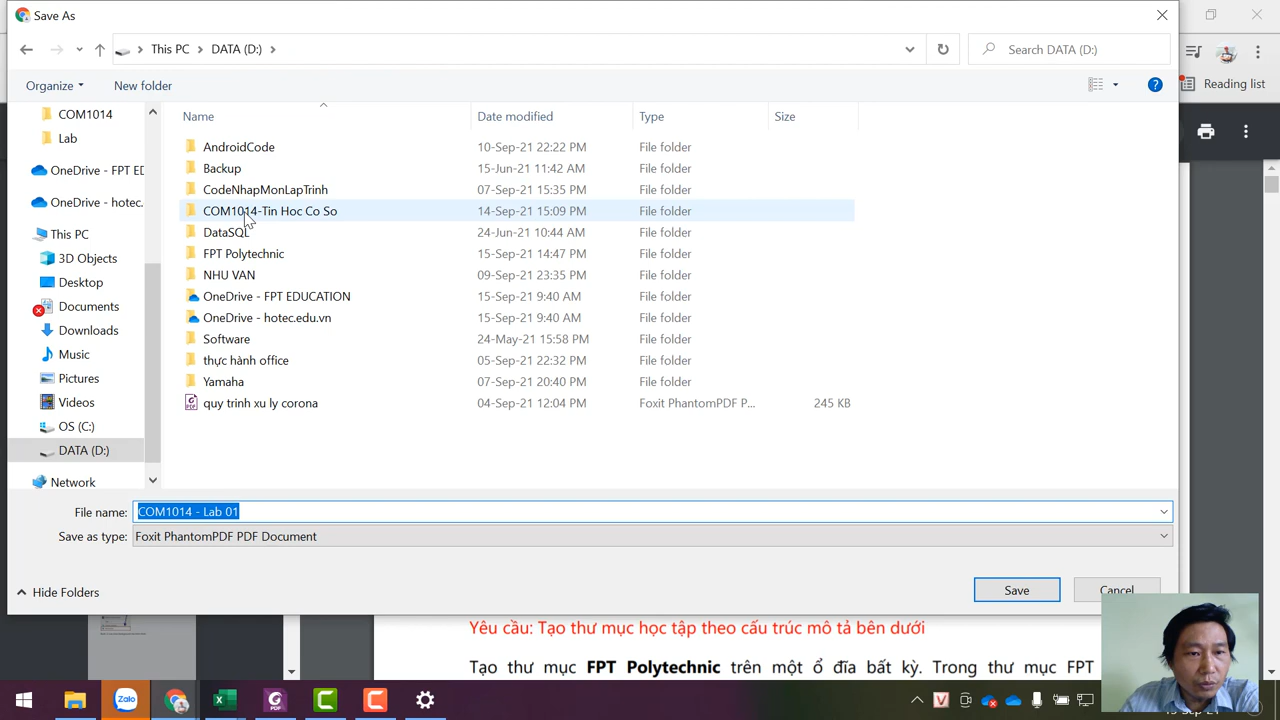 Save As
This PC > DATA (D:) >
Search DATA (D:)
Organize
New folder
Reading list
COM1014
Lab
OneDrive - FPT E
OneDrive - hotec.
This PC
3D Objects
Desktop
Documents
Downloads
Music
Pictures
Videos
OS (C:)
DATA (D:)
Network
Name Date modified Type Size
AndroidCode 10-Sep-21 22:22 PM File folder
Backup 15-Jun-21 11:42 AM File folder
CodeNhapMonLapTrinh 07-Sep-21 15:35 PM File folder
COM1014-Tin Hoc Co So 14-Sep-21 15:09 PM File folder
DataSQL 24-Jun-21 10:44 AM File folder
FPT Polytechnic 15-Sep-21 14:47 PM File folder
NHU VAN 09-Sep-21 23:35 PM File folder
OneDrive - FPT EDUCATION 15-Sep-21 9:40 AM File folder
OneDrive - hotec.edu.vn 15-Sep-21 9:40 AM File folder
Software 24-May-21 15:58 PM File folder
thực hành office 05-Sep-21 22:32 PM File folder
Yamaha 07-Sep-21 20:40 PM File folder
quy trinh xu ly corona 04-Sep-21 12:04 PM Foxit PhantomPDF P... 245 KB
File name: COM1014 - Lab 01
Save as type: Foxit PhantomPDF PDF Document
Hide Folders
Save
Cancel
Yêu cầu: Tạo thư mục học tập theo cấu trúc mô tả bên dưới
Tạo thư mục FPT Polytechnic trên một ổ đĩa bất kỳ. Trong thư mục FPT
Zalo